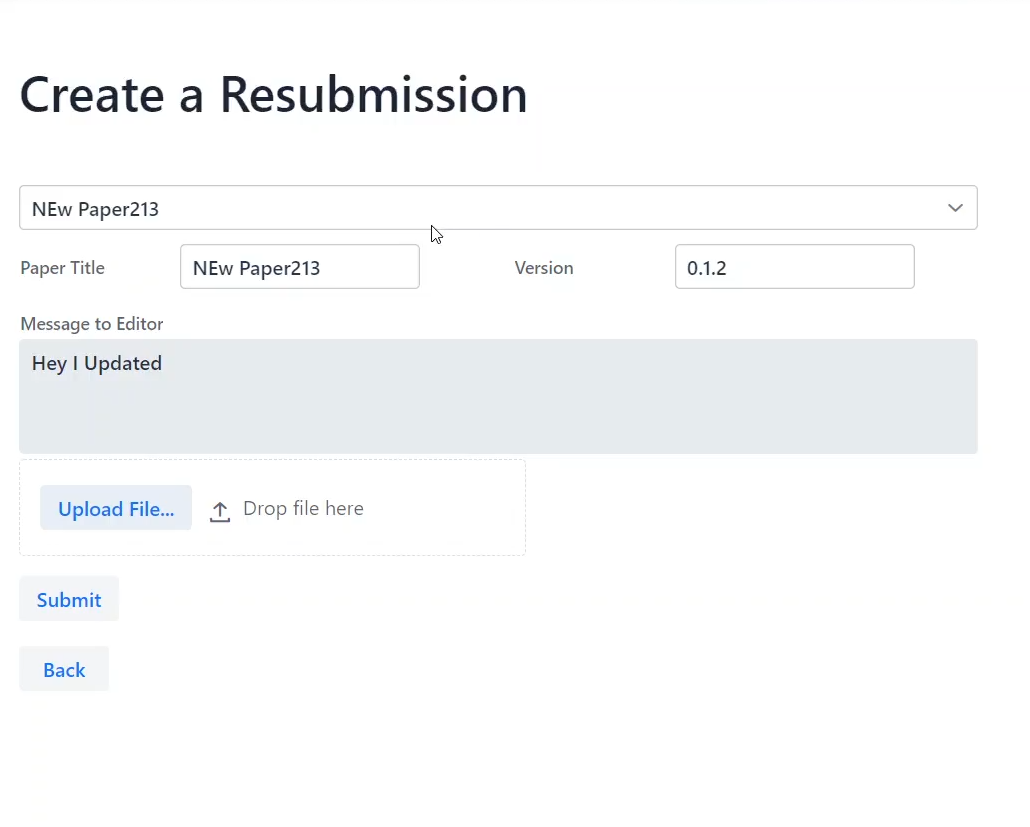 Create a Resubmission
NEw Paper213
Paper Title NEw Paper213 Version 0.1.2
Message to Editor
Hey I Updated
Upload File... Drop file here
Submit
Back